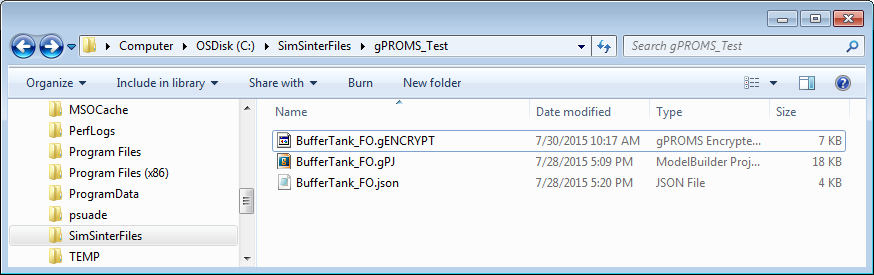 Computer OSDisk (C:) SimSinterFiles gPROMS_Test Search gPROMS_Test
Organize Include in library Share with Burn New folder
MSOCache
PerfLogs
Program Files
Program Files (x86)
ProgramData
psuade
SimSinterFiles
TEMP
Name Date modified Type Size
BufferTank_FO.gENCRYPT 7/30/2015 10:17 AM gPROMS Encrypte... 7 KB
BufferTank_FO.gPJ 7/28/2015 5:09 PM ModelBuilder Proj... 18 KB
BufferTank_FO.json 7/28/2015 5:20 PM JSON File 4 KB